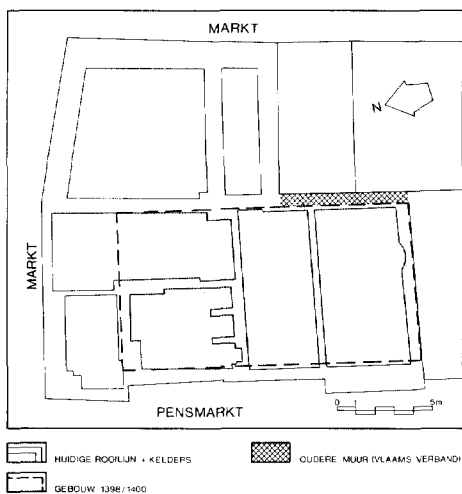 MARKT
N
MARKT
0 1 5m
PENSMARKT
HUIDIGE ROOILIJN + KELDERS
OUDERE MUUR (VLAAMS VERBAND)
GEBOUW 1398/1400